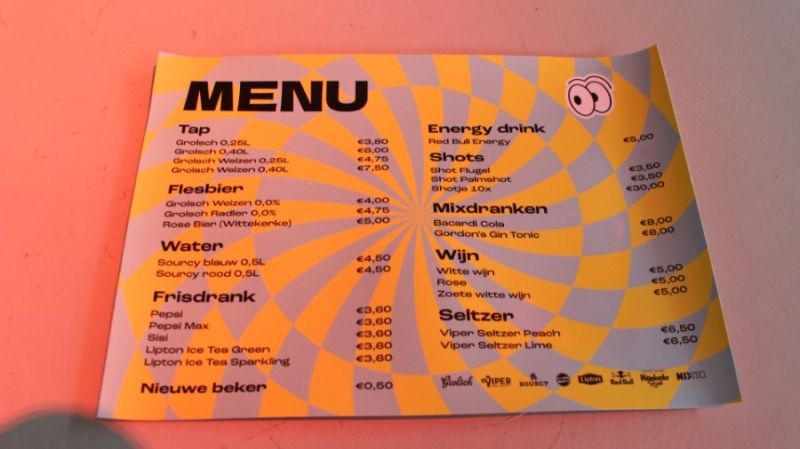 MENU
Tap
Grolsch 0,25L €3,80
Grolsch 0,40L €6,00
Grolsch Weizen 0,25L €4,75
Grolsch Weizen 0,40L €7,50
Flesbier
Grolsch Weizen 0,0% €4,00
Grolsch Radler 0,0% €4,75
Rose Bier (Wittekerke) €5,00
Water
Sourcy blauw 0,5L €4,50
Sourcy rood 0,5L €4,50
Frisdrank
Pepsi €3,60
Pepsi Max €3,60
Sisi €3,60
Lipton Ice Tea Green €3,60
Lipton Ice Tea Sparkling €3,60
Nieuwe beker €0,50
Energy drink
Red Bull Energy €5,00
Shots
Shot Flugel €3,50
Shot Palmshot €3,50
Shotje 10x €30,00
Mixdranken
Bacardi Cola €8,00
Gordon's Gin Tonic €8,00
Wijn
Witte wijn €5,00
Rose €5,00
Zoete witte wijn €5,00
Seltzer
Viper Seltzer Peach €6,50
Viper Seltzer Lime €6,50
Grolsch VIPER SOURCY Lipton Red Bull Wittekerke Rosé NIX18